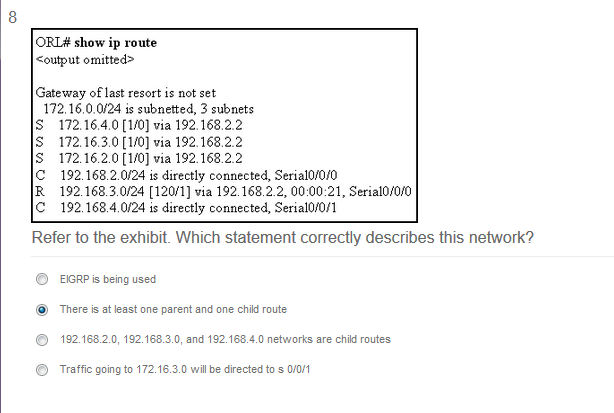 8
ORL# show ip route
<output omitted>
Gateway of last resort is not set
172.16.0.0/24 is subnetted, 3 subnets
S 172.16.4.0 [1/0] via 192.168.2.2
S 172.16.3.0 [1/0] via 192.168.2.2
S 172.16.2.0 [1/0] via 192.168.2.2
C 192.168.2.0/24 is directly connected, Serial0/0/0
R 192.168.3.0/24 [120/1] via 192.168.2.2, 00:00:21, Serial0/0/0
C 192.168.4.0/24 is directly connected, Serial0/0/1
Refer to the exhibit. Which statement correctly describes this network?
EIGRP is being used
There is at least one parent and one child route
192.168.2.0, 192.168.3.0, and 192.168.4.0 networks are child routes
Traffic going to 172.16.3.0 will be directed to s 0/0/1